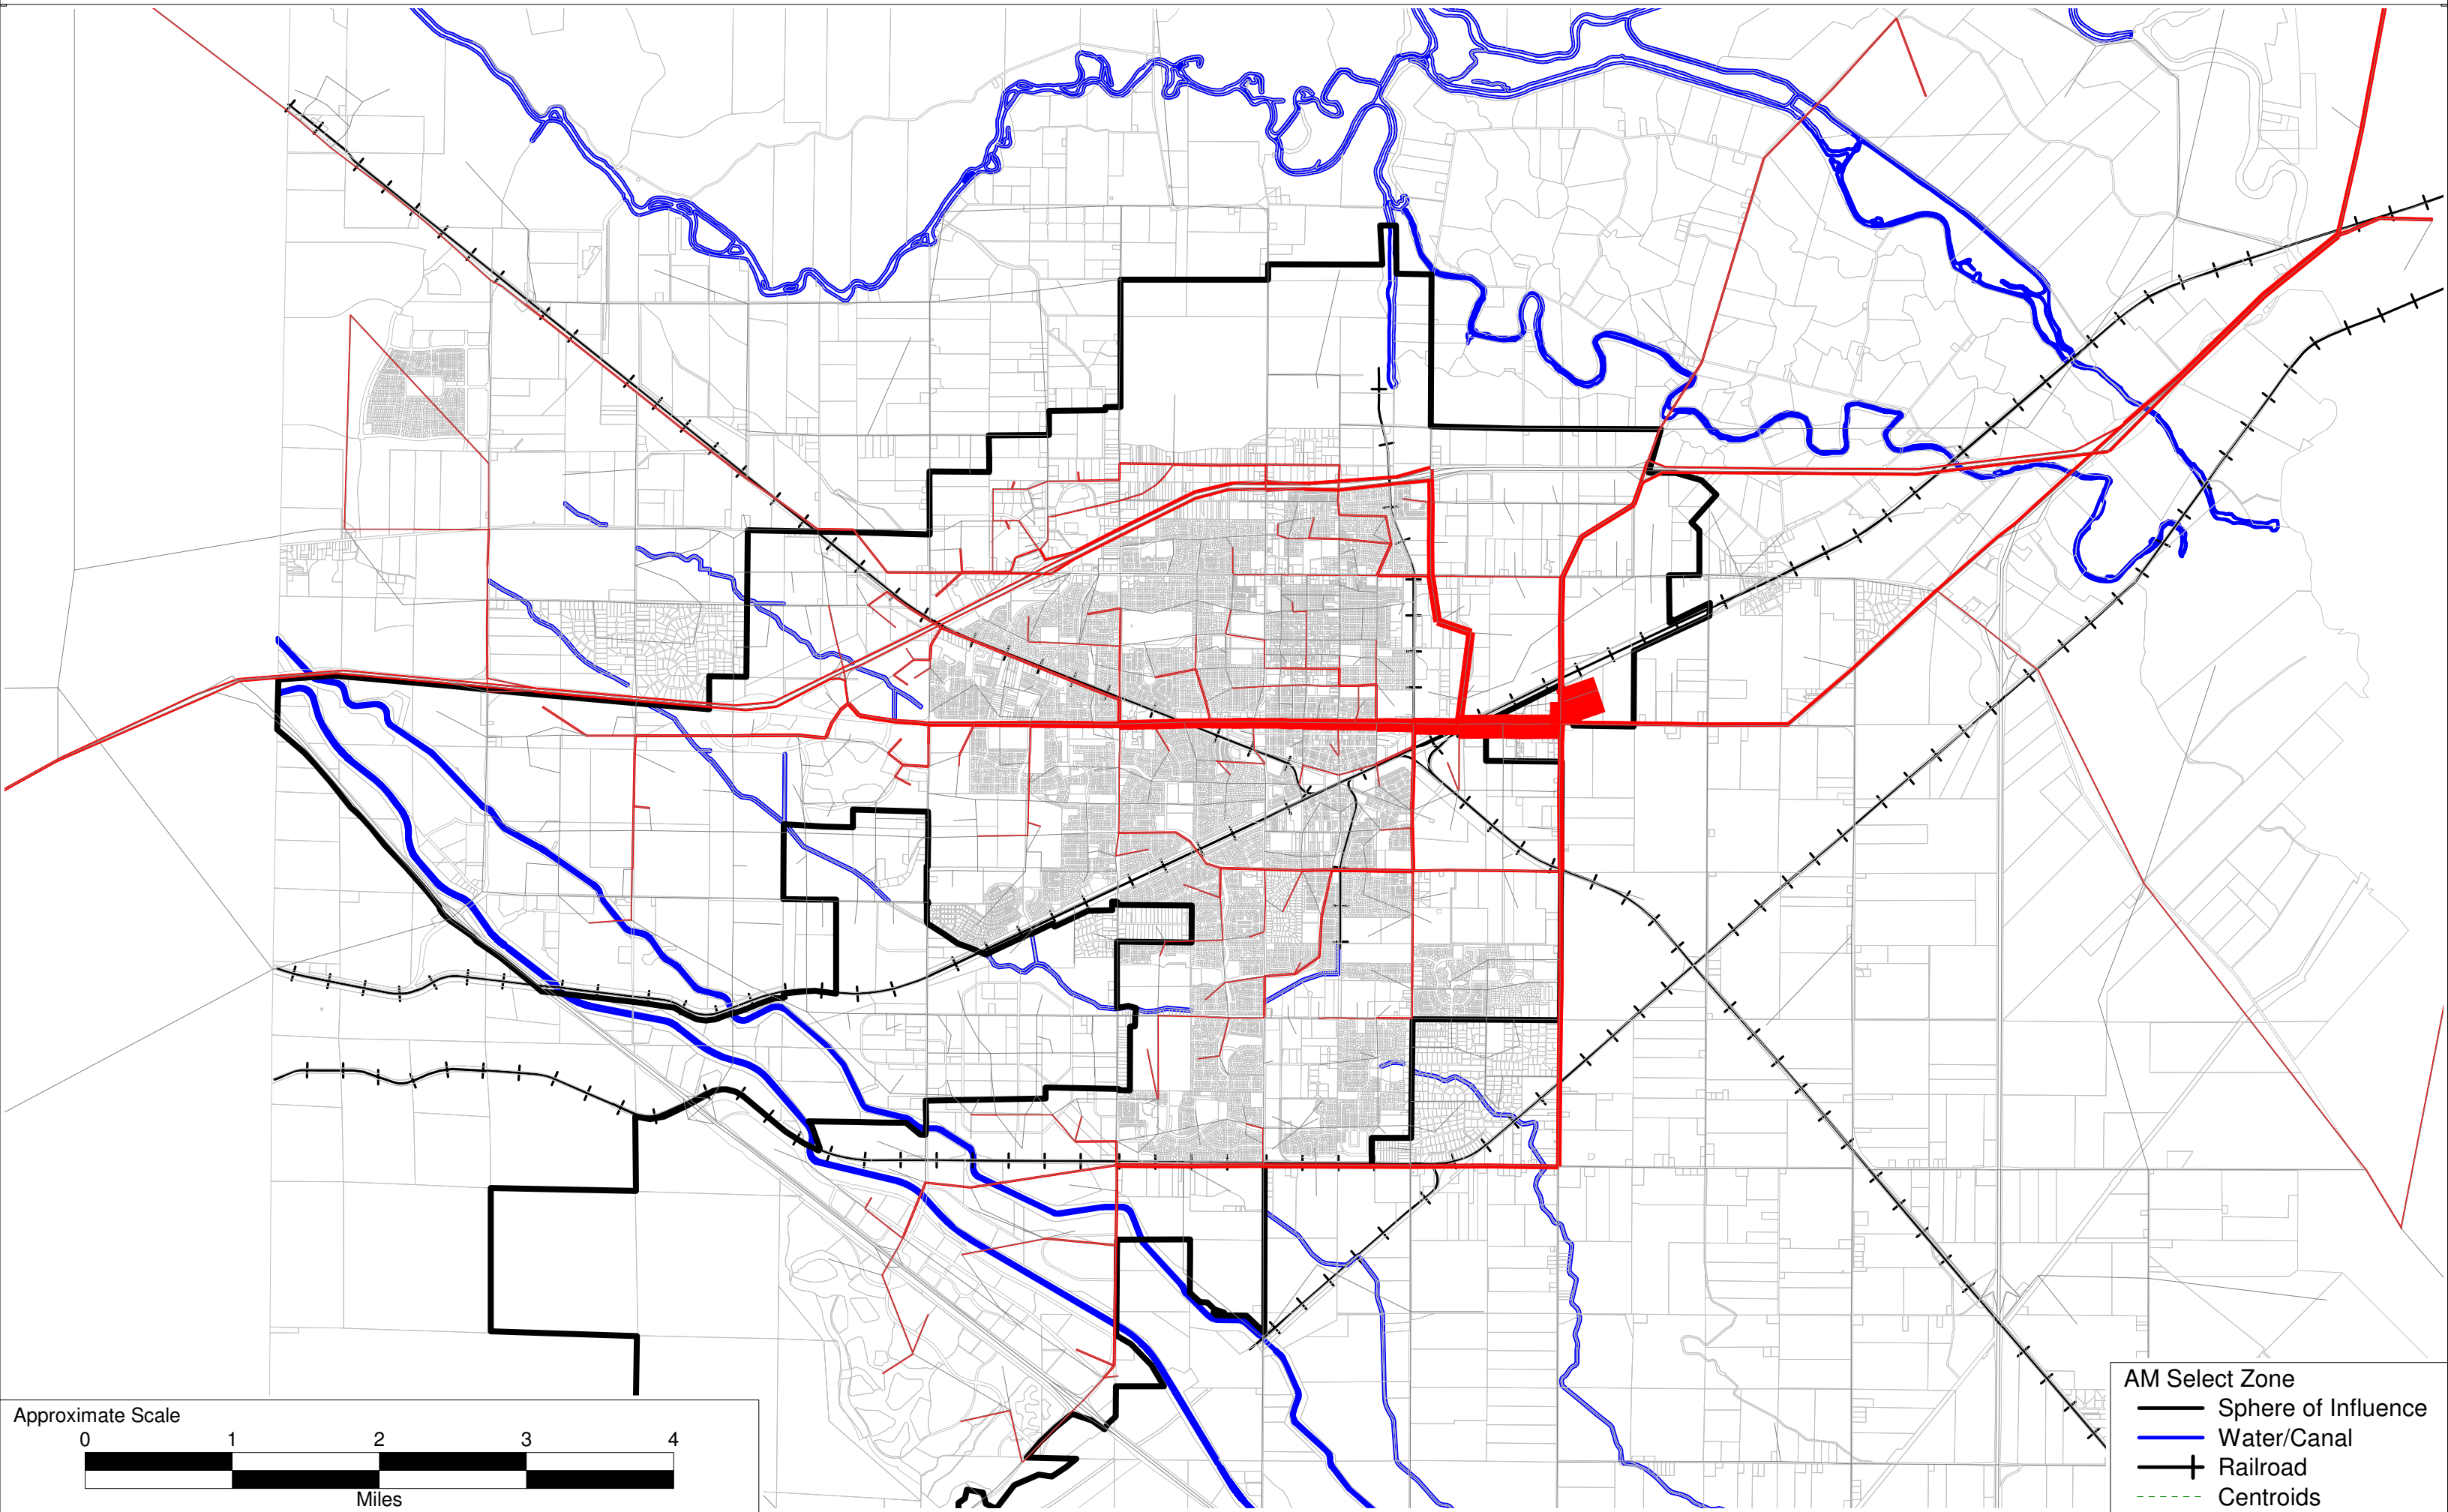 Approximate Scale
0 1 2 3 4
Miles
AM Select Zone
Sphere of Influence
Water/Canal
Railroad
Centroids